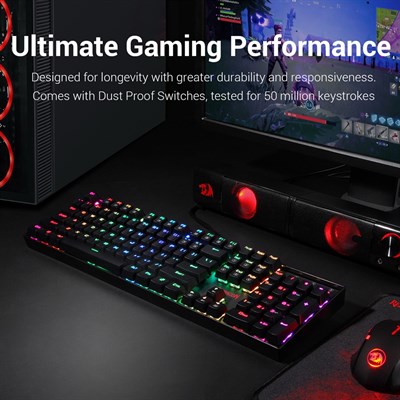 Ultimate Gaming Performance
Designed for longevity with greater durability and responsiveness.
Comes with Dust Proof Switches, tested for 50 million keystrokes